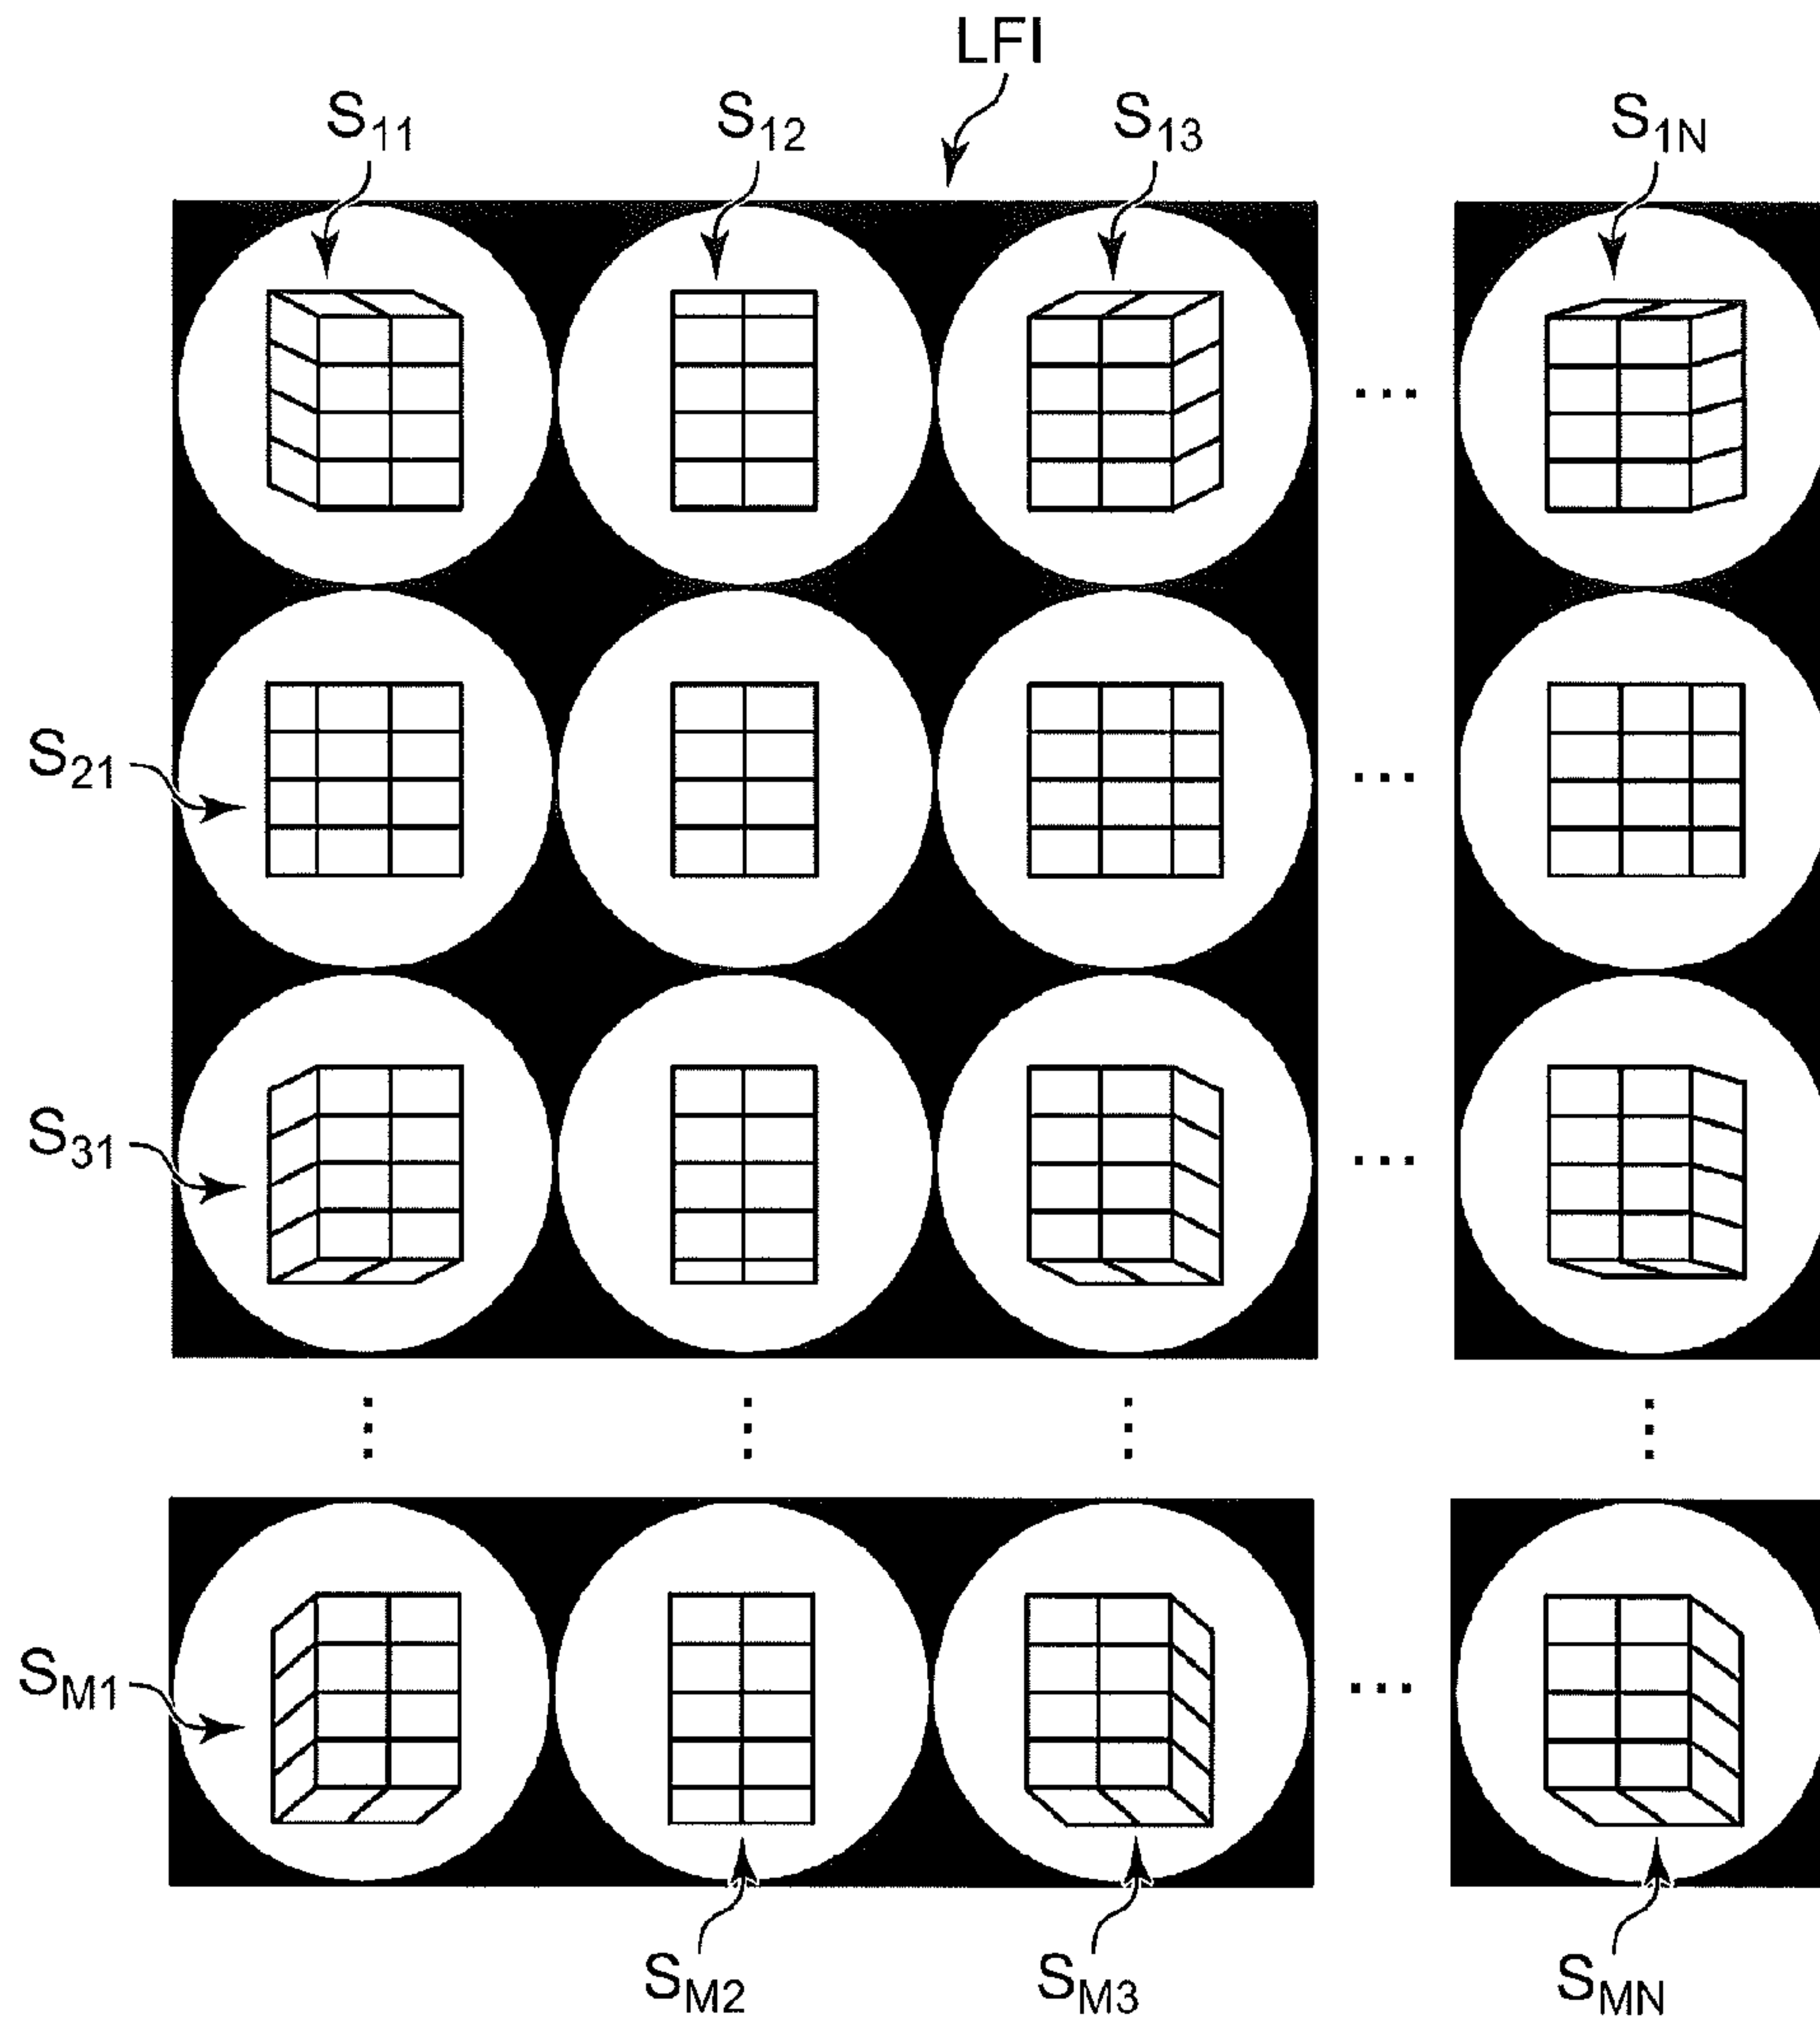 LFI
S₁₁ S₁₂ S₁₃ S₁N
...
S₂₁
...
S₃₁
...
SM₁
...
SM₂ SM₃ SMN